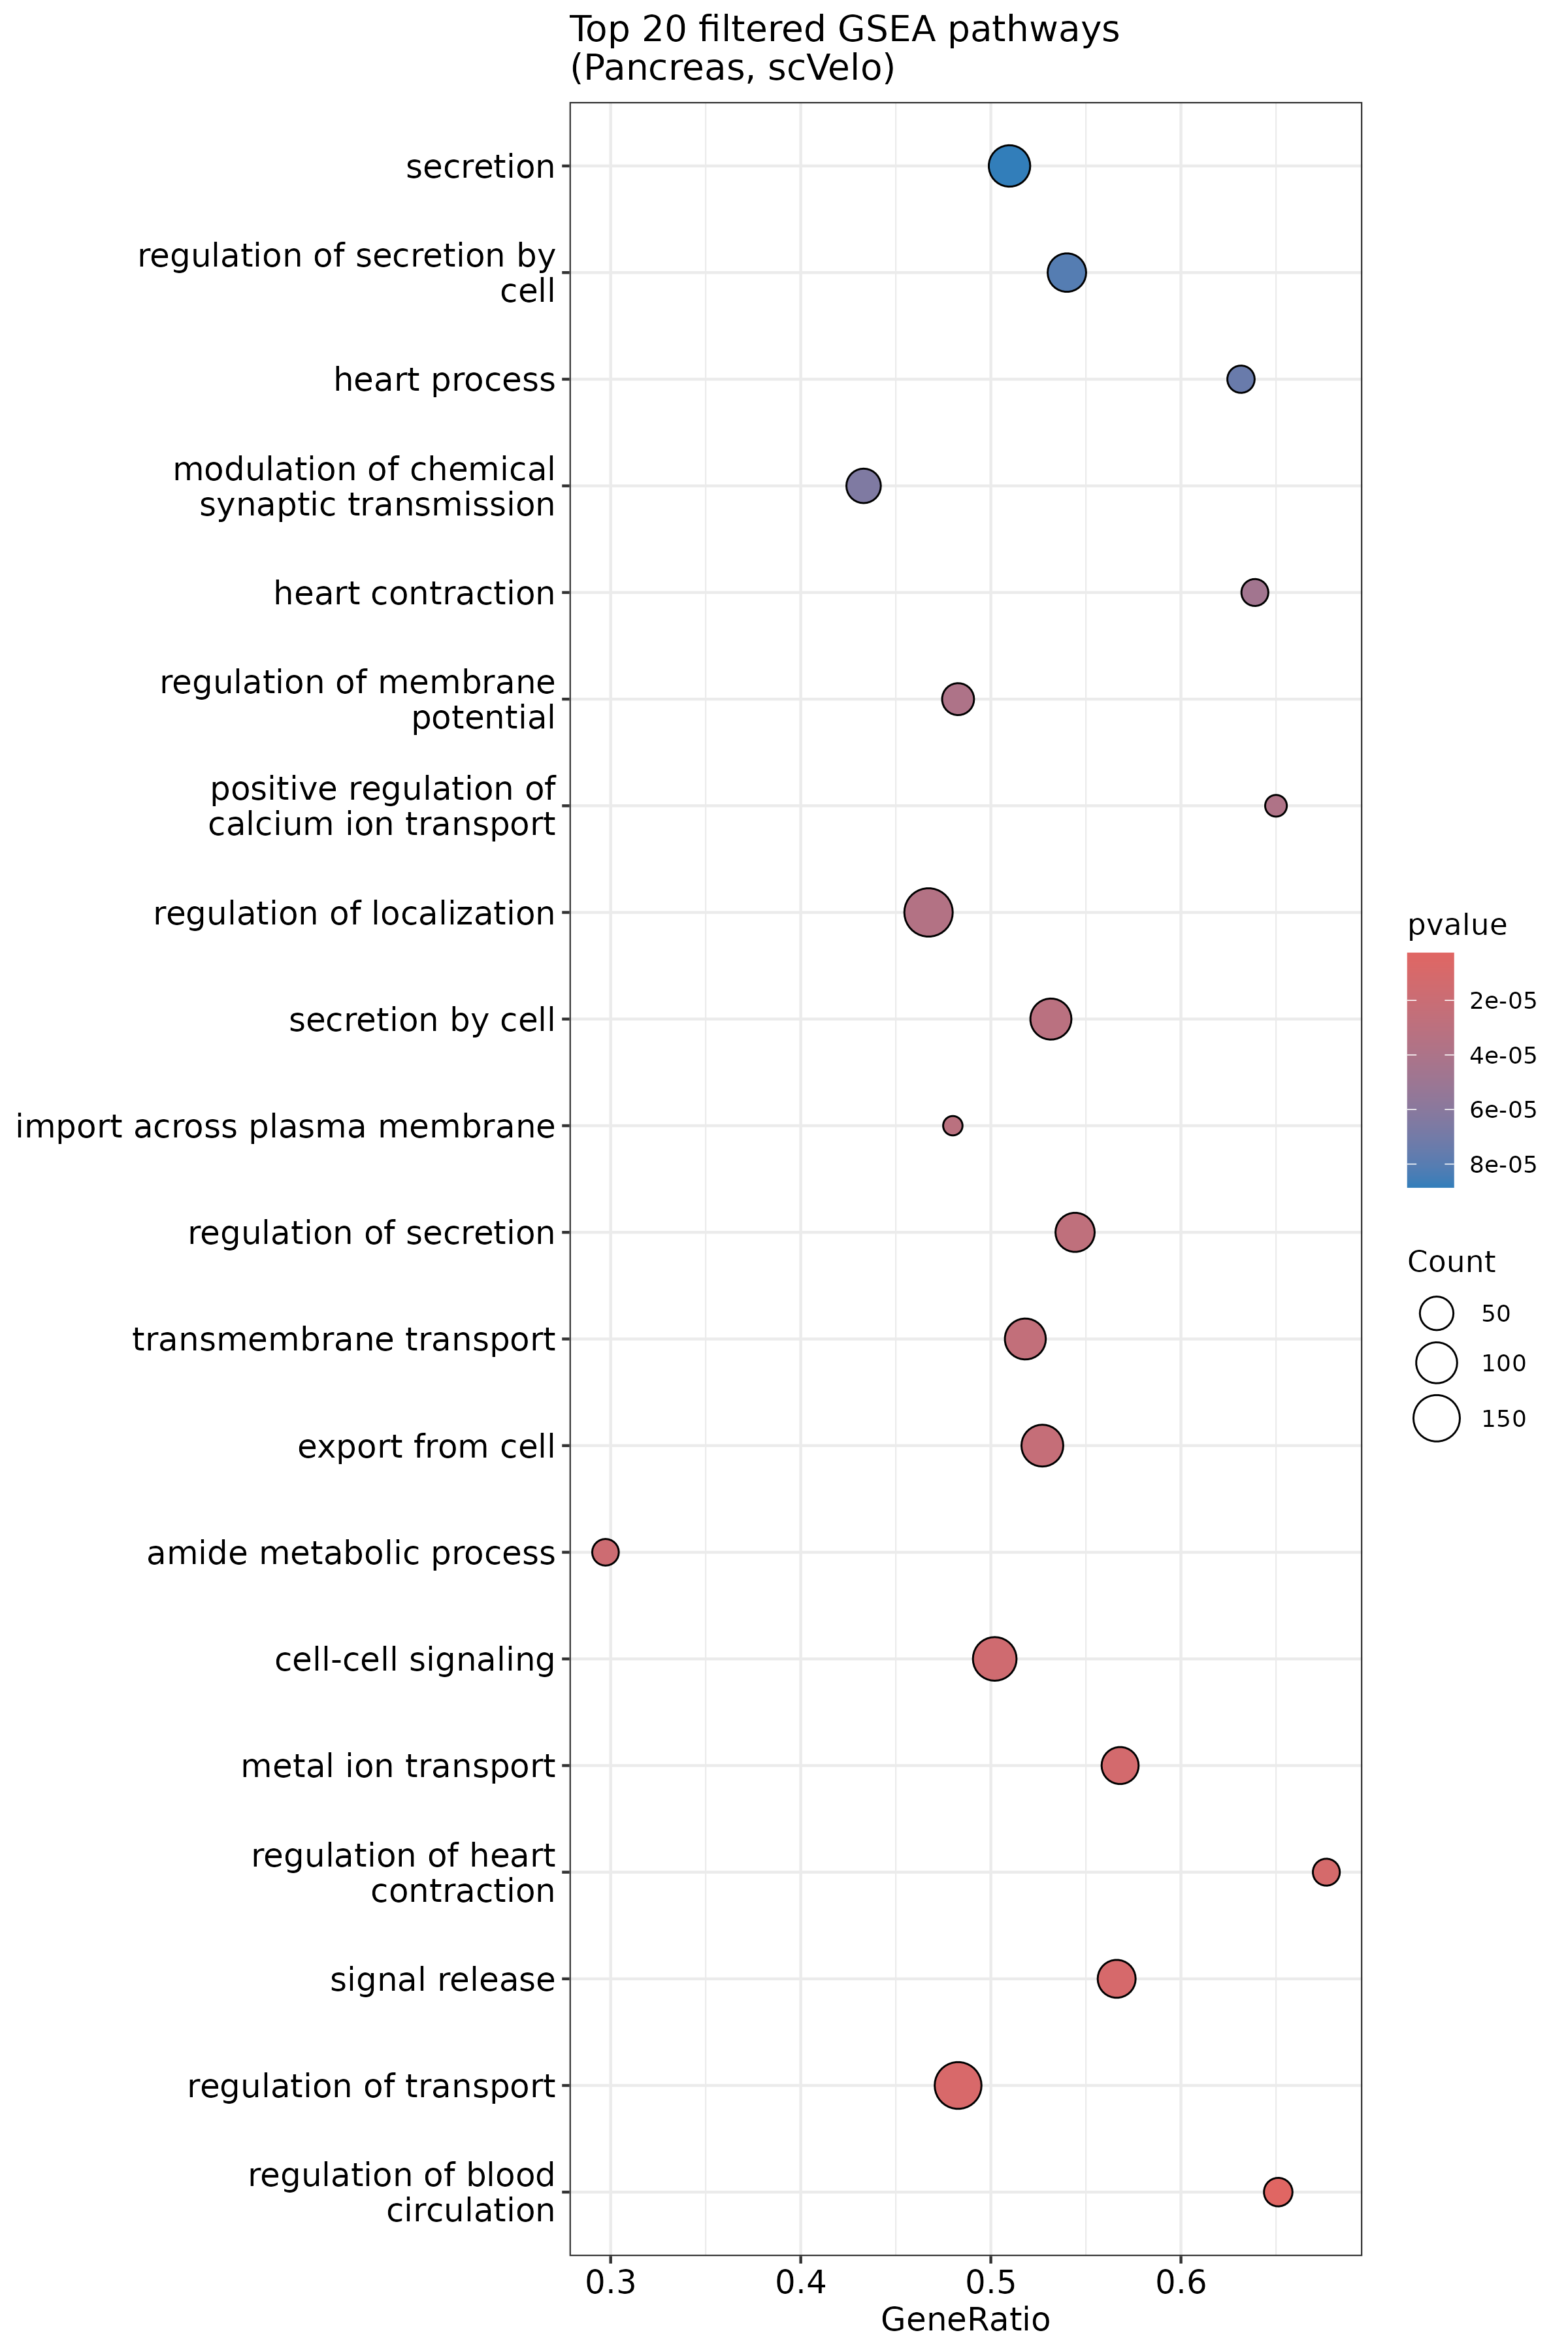 Top 20 filtered GSEA pathways
(Pancreas, scVelo)
secretion
regulation of secretion by
cell
heart process
modulation of chemical
synaptic transmission
heart contraction
regulation of membrane
potential
positive regulation of
calcium ion transport
regulation of localization
secretion by cell
import across plasma membrane
regulation of secretion
transmembrane transport
export from cell
amide metabolic process
cell-cell signaling
metal ion transport
regulation of heart
contraction
signal release
regulation of transport
regulation of blood
circulation
0.3 0.4 0.5 0.6
GeneRatio
pvalue
2e-05
4e-05
6e-05
8e-05
Count
50
100
150